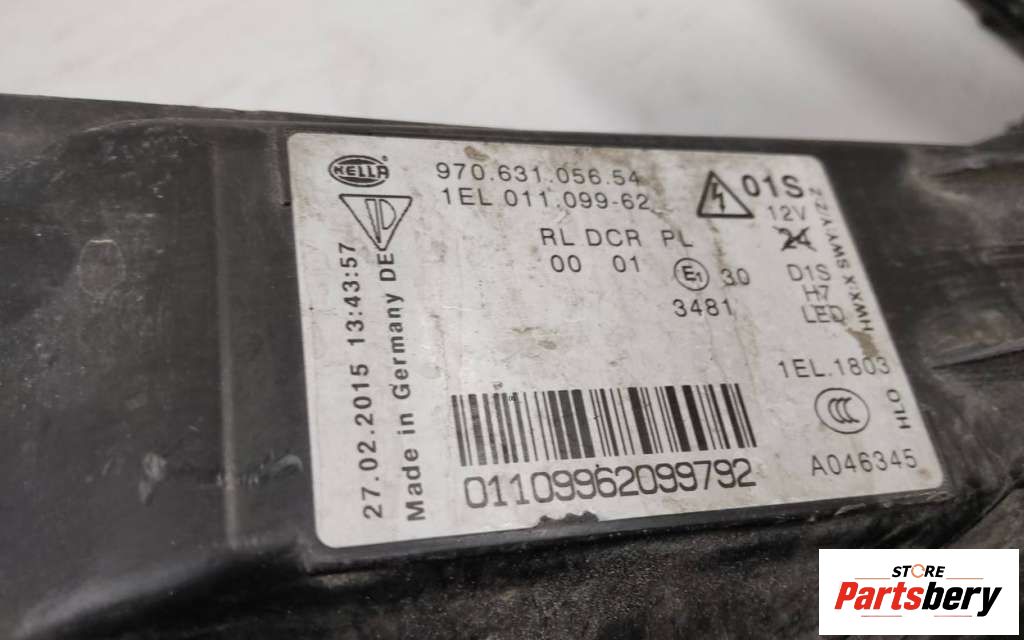 HELLA
970.631.056.54
1EL 011.099-62
RL DCR PL
00 01
E1 30
3481
01S
12V
24
D1S
H7
LED
1EL.1803
CCC
A046345
HLO
27.02.2015 13:43:57
Made in Germany DE
01109962099792
STORE
Partsbery